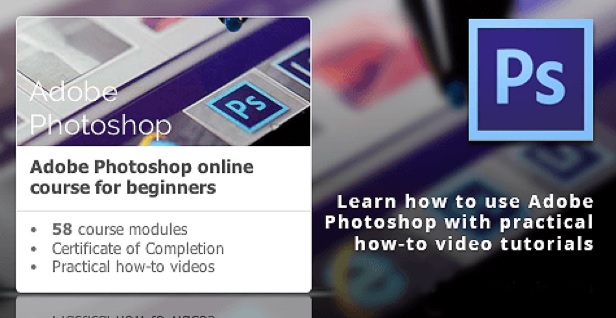 Adobe
Photoshop
Ps
Adobe Photoshop online
course for beginners
• 58 course modules
• Certificate of Completion
• Practical how-to videos
Ps
Learn how to use Adobe
Photoshop with practical
how-to video tutorials